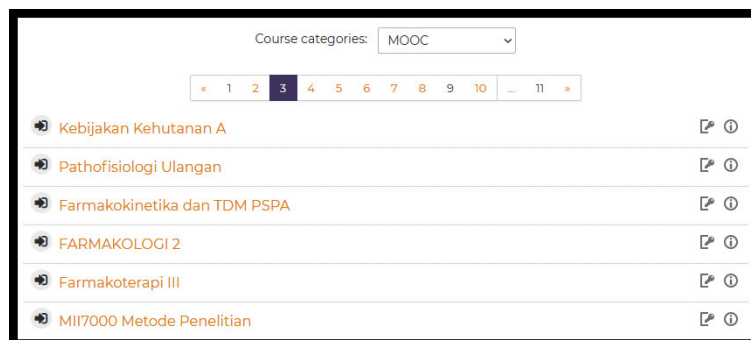 Course categories: MOOC
« 1 2 3 4 5 6 7 8 9 10 ... 11 »
Kebijakan Kehutanan A
Pathofisiologi Ulangan
Farmakokinetika dan TDM PSPA
FARMAKOLOGI 2
Farmakoterapi III
MII7000 Metode Penelitian